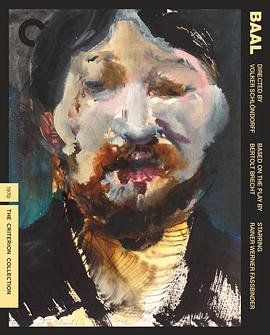 BAAL
DIRECTED BY
VOLKER SCHLÖNDORFF
BASED ON THE PLAY BY
BERTOLT BRECHT
STARRING
RAINER WERNER FASSBINDER
1970
THE CRITERION COLLECTION